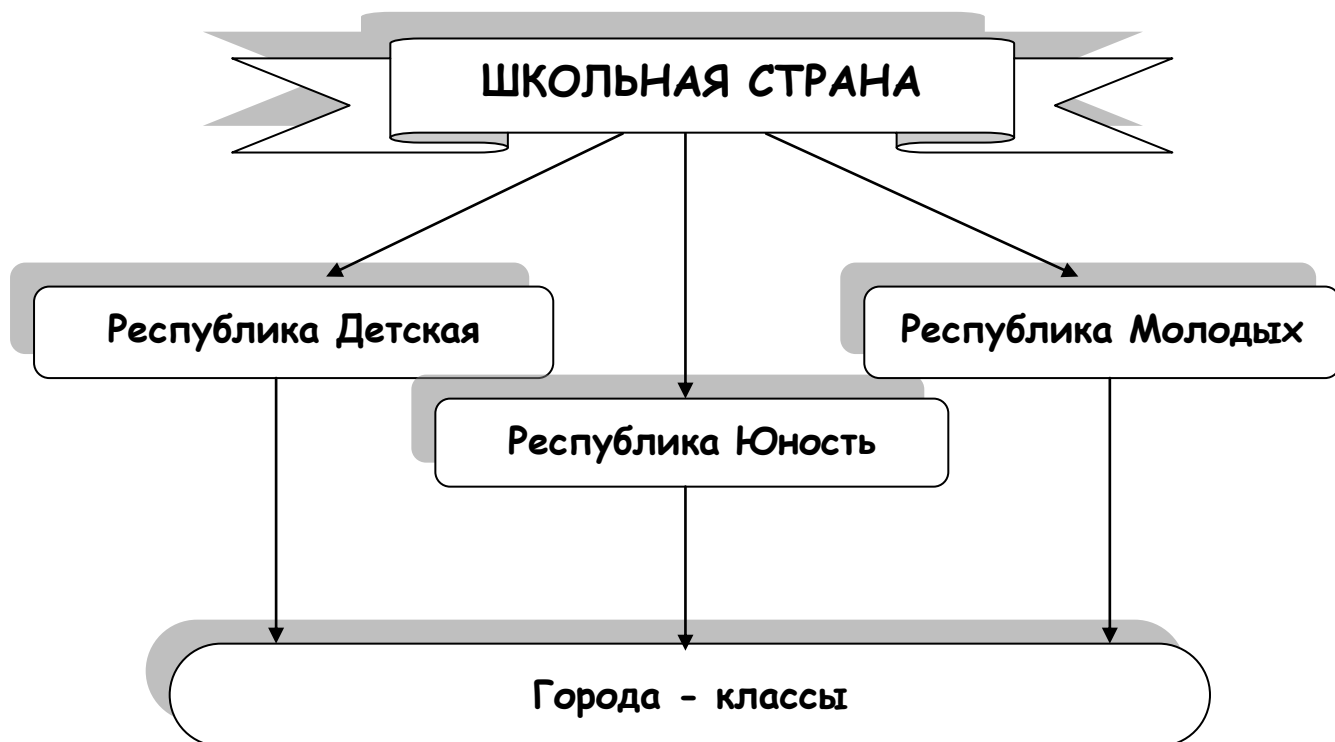 ШКОЛЬНАЯ СТРАНА
Республика Детская
Республика Молодых
Республика Юность
Города - классы